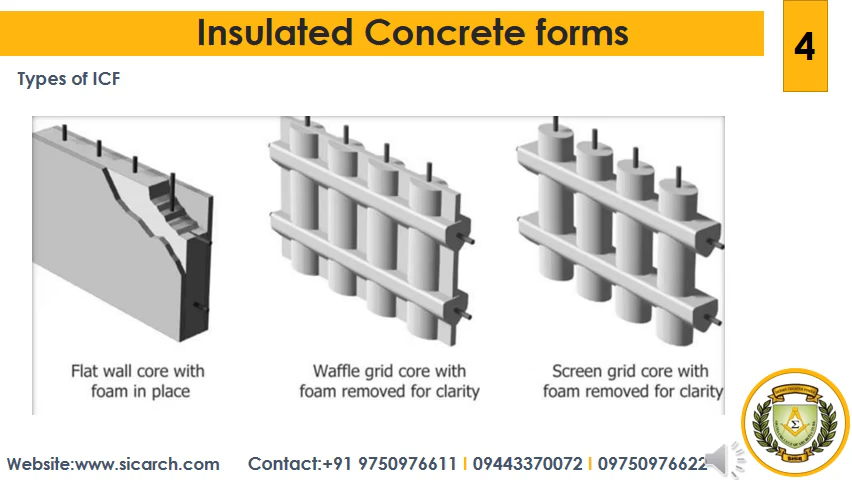 Insulated Concrete forms
4
Types of ICF
Flat wall core with
foam in place
Waffle grid core with
foam removed for clarity
Screen grid core with
foam removed for clarity
Website:www.sicarch.com
Contact:+91 9750976611 I 09443370072 I 09750976622